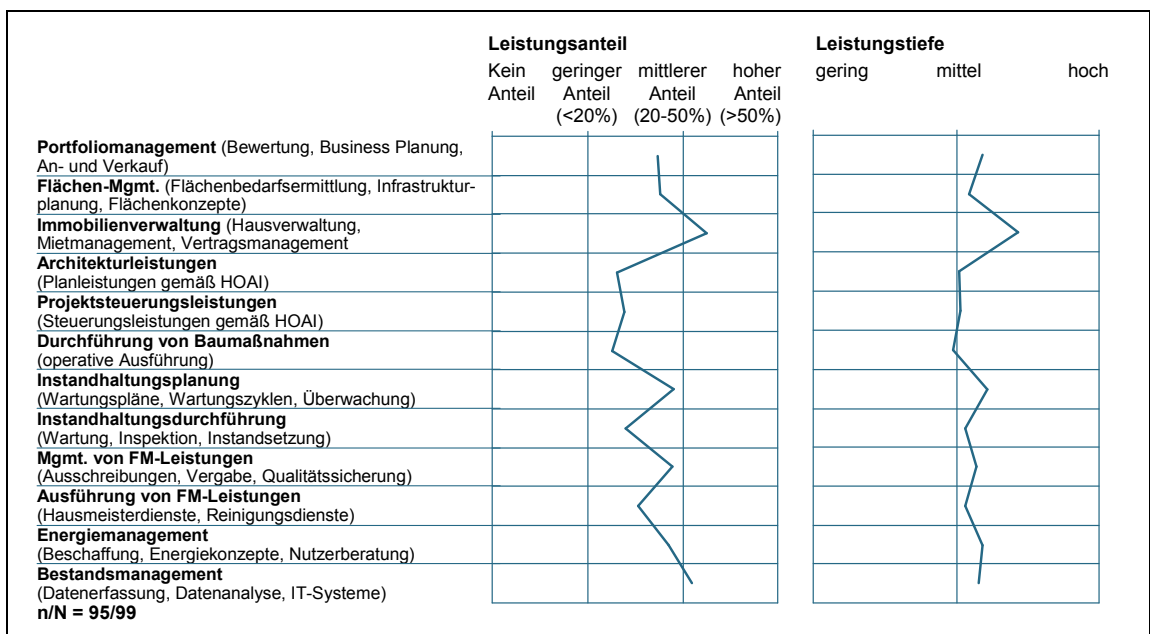 Leistungsanteil Leistungstiefe
Kein geringer mittlerer hoher gering mittel hoch
Anteil Anteil Anteil Anteil
(<20%) (20-50%) (>50%)
Portfoliomanagement (Bewertung, Business Planung,
An- und Verkauf)
Flächen-Mgmt. (Flächenbedarfsermittlung, Infrastruktur-
planung, Flächenkonzepte)
Immobilienverwaltung (Hausverwaltung,
Mietmanagement, Vertragsmanagement
Architekturleistungen
(Planleistungen gemäß HOAI)
Projektsteuerungsleistungen
(Steuerungsleistungen gemäß HOAI)
Durchführung von Baumaßnahmen
(operative Ausführung)
Instandhaltungsplanung
(Wartungspläne, Wartungszyklen, Überwachung)
Instandhaltungsdurchführung
(Wartung, Inspektion, Instandsetzung)
Mgmt. von FM-Leistungen
(Ausschreibungen, Vergabe, Qualitätssicherung)
Ausführung von FM-Leistungen
(Hausmeisterdienste, Reinigungsdienste)
Energiemanagement
(Beschaffung, Energiekonzepte, Nutzerberatung)
Bestandsmanagement
(Datenerfassung, Datenanalyse, IT-Systeme)
n/N = 95/99